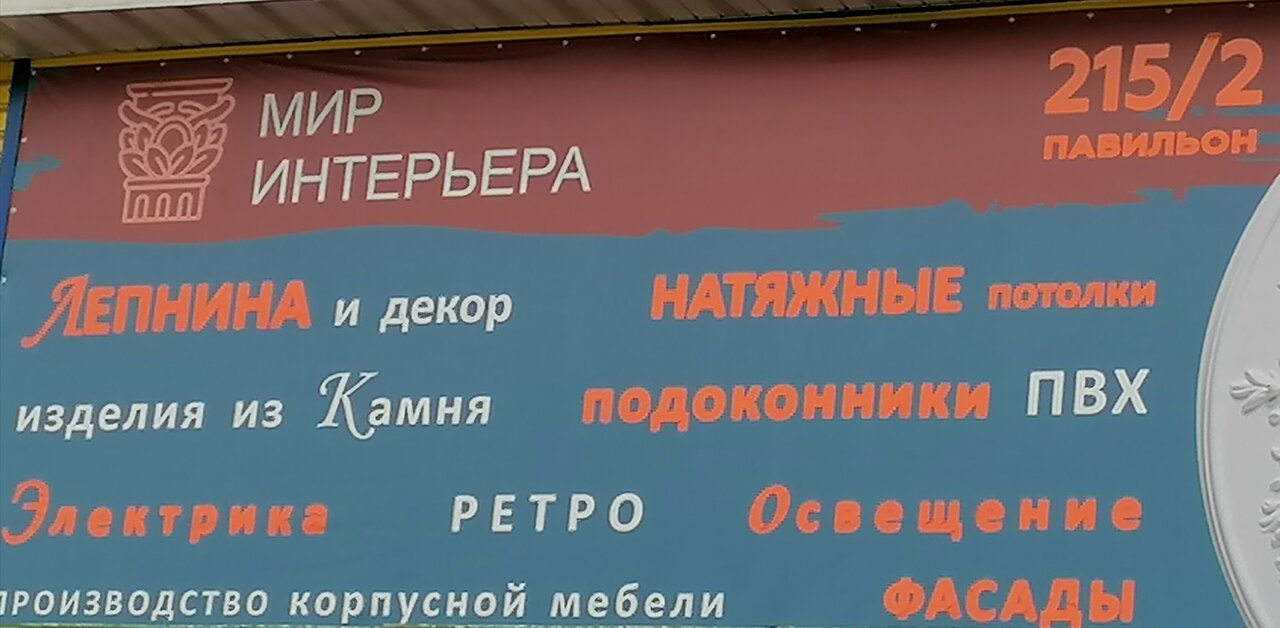 МИР
ИНТЕРЬЕРА
215/2
ПАВИЛЬОН
ЛЕПНИНА и декор
НАТЯЖНЫЕ потолки
изделия из Камня
подоконники ПВХ
Электрика РЕТРО Освещение
ПРОИЗВОДСТВО корпусной мебели
ФАСАДЫ